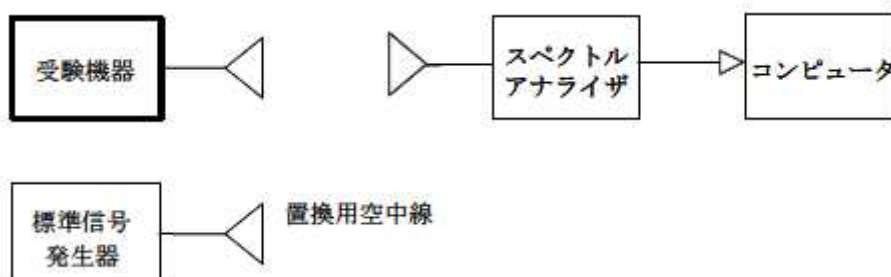 受験機器
スペクトル
アナライザ
コンピュータ
標準信号
発生器
置換用空中線